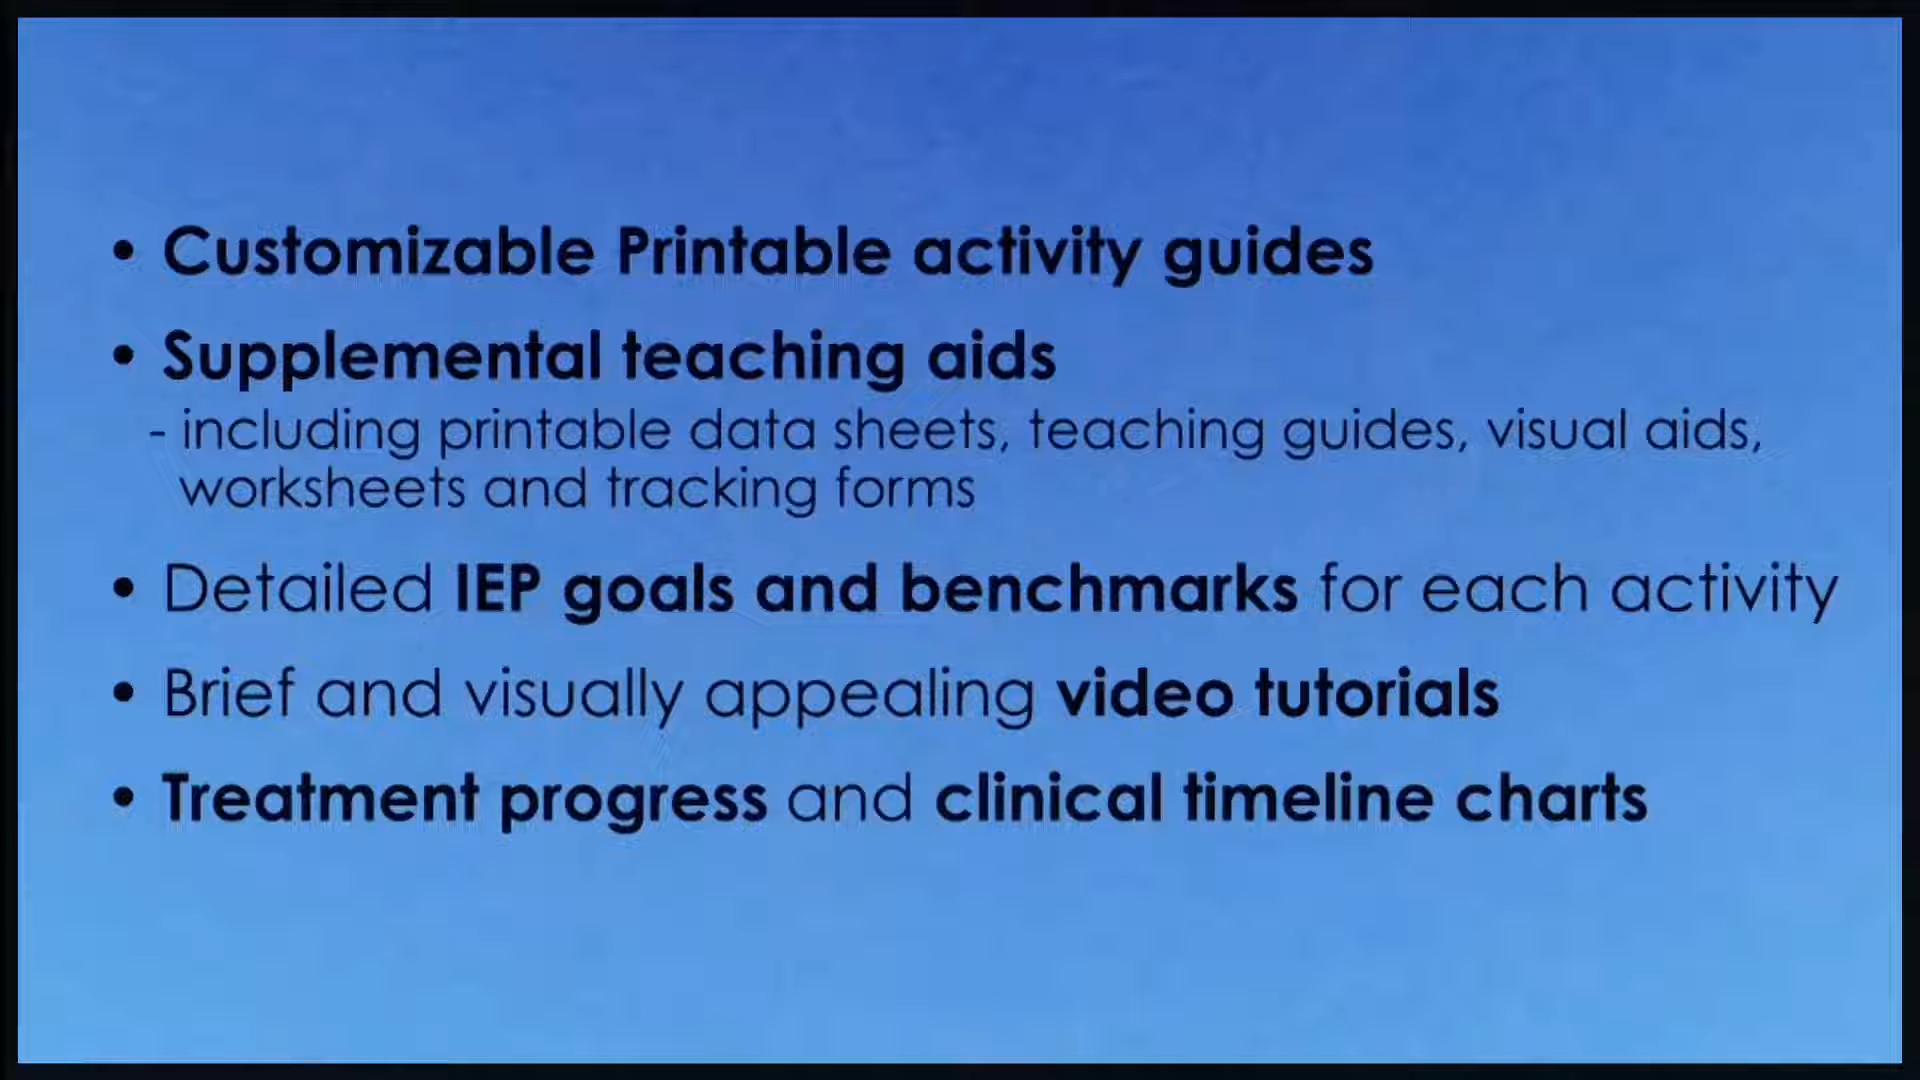 • Customizable Printable activity guides
• Supplemental teaching aids
- including printable data sheets, teaching guides, visual aids,
worksheets and tracking forms
• Detailed IEP goals and benchmarks for each activity
• Brief and visually appealing video tutorials
• Treatment progress and clinical timeline charts